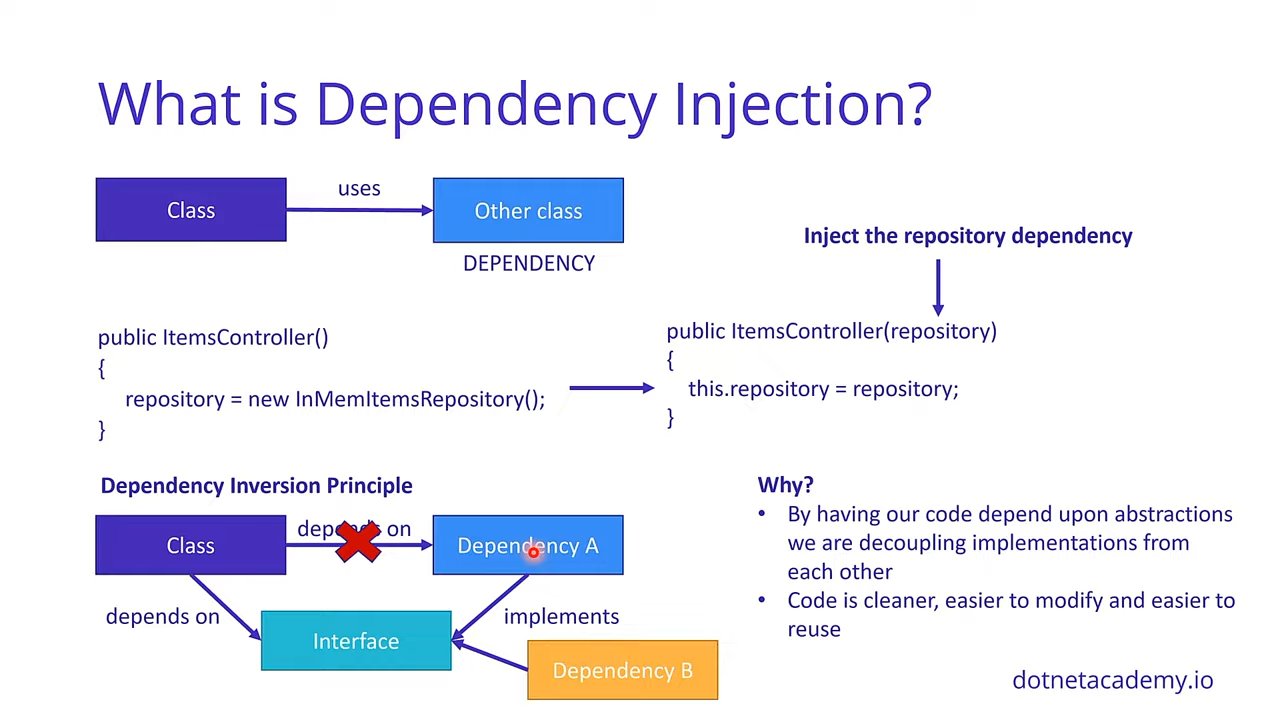 What is Dependency Injection?
Class
uses
Other class
DEPENDENCY
Inject the repository dependency
public ItemsController()
{
repository = new InMemItemsRepository();
}
public ItemsController(repository)
{
this.repository = repository;
}
Dependency Inversion Principle
Class
depends on
Dependency A
depends on
Interface
implements
Dependency B
Why?
• By having our code depend upon abstractions
we are decoupling implementations from
each other
• Code is cleaner, easier to modify and easier to
reuse
dotnetacademy.io